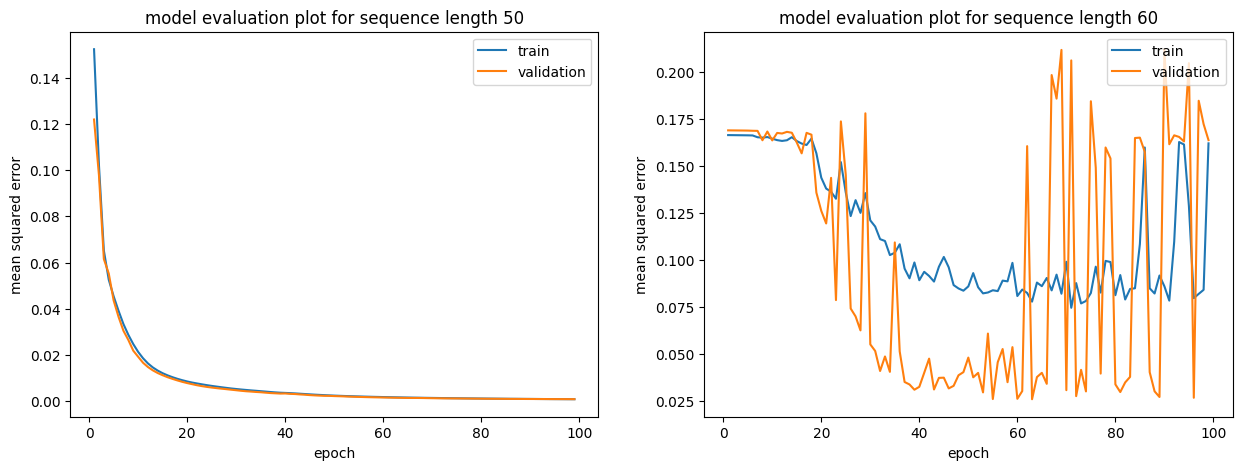 model evaluation plot for sequence length 50
train
validation
0.14
0.12
0.10
0.08
0.06
0.04
0.02
0.00
mean squared error
0
20
40
60
80
100
epoch
model evaluation plot for sequence length 60
train
validation
0.200
0.175
0.150
0.125
0.100
0.075
0.050
0.025
mean squared error
0
20
40
60
80
100
epoch